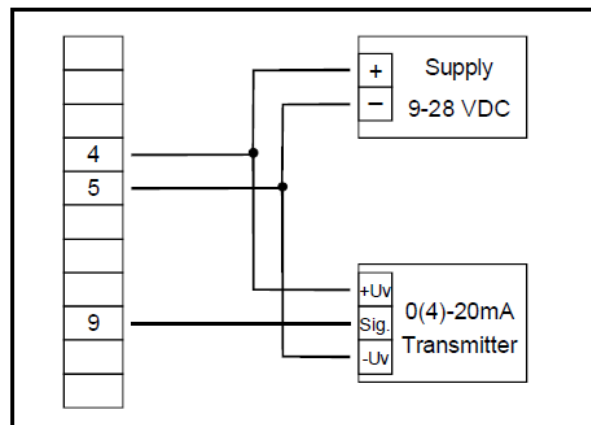 4
5
9
+
−
Supply
9-28 VDC
+Uv
Sig.
-Uv
0(4)-20mA
Transmitter